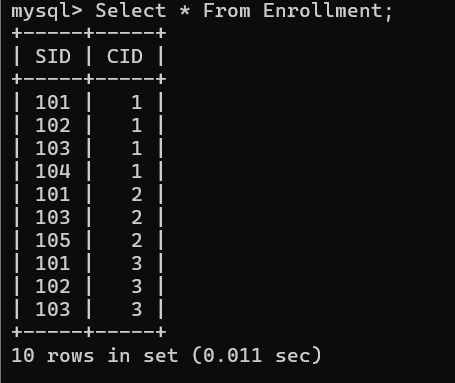 mysql> Select * From Enrollment;
+-----+-----+
| SID | CID |
+-----+-----+
| 101 |   1 |
| 102 |   1 |
| 103 |   1 |
| 104 |   1 |
| 101 |   2 |
| 103 |   2 |
| 105 |   2 |
| 101 |   3 |
| 102 |   3 |
| 103 |   3 |
+-----+-----+
10 rows in set (0.011 sec)